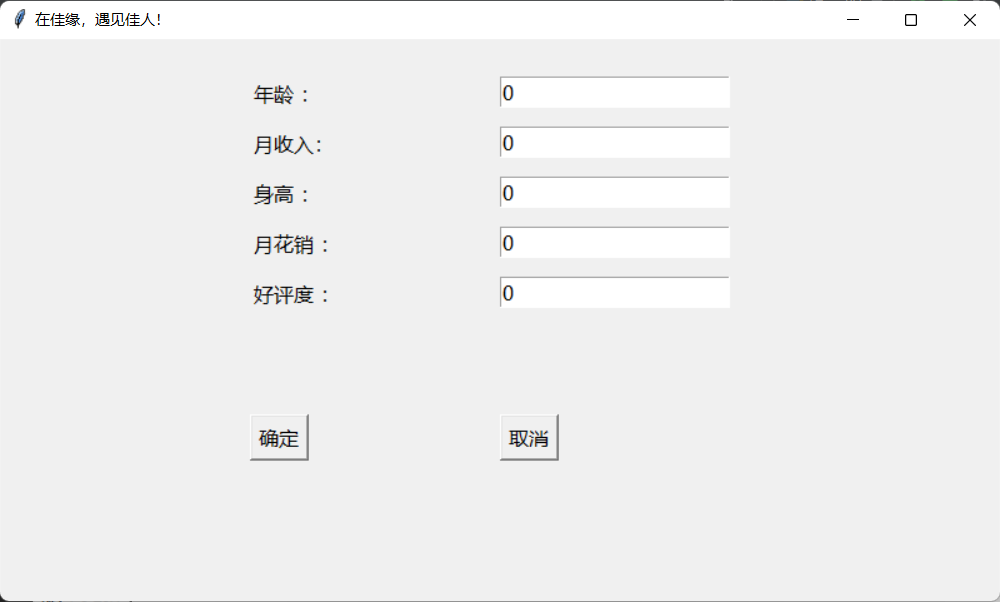 在佳缘，遇见佳人！
年龄： 0
月收入： 0
身高： 0
月花销： 0
好评度： 0
确定 取消